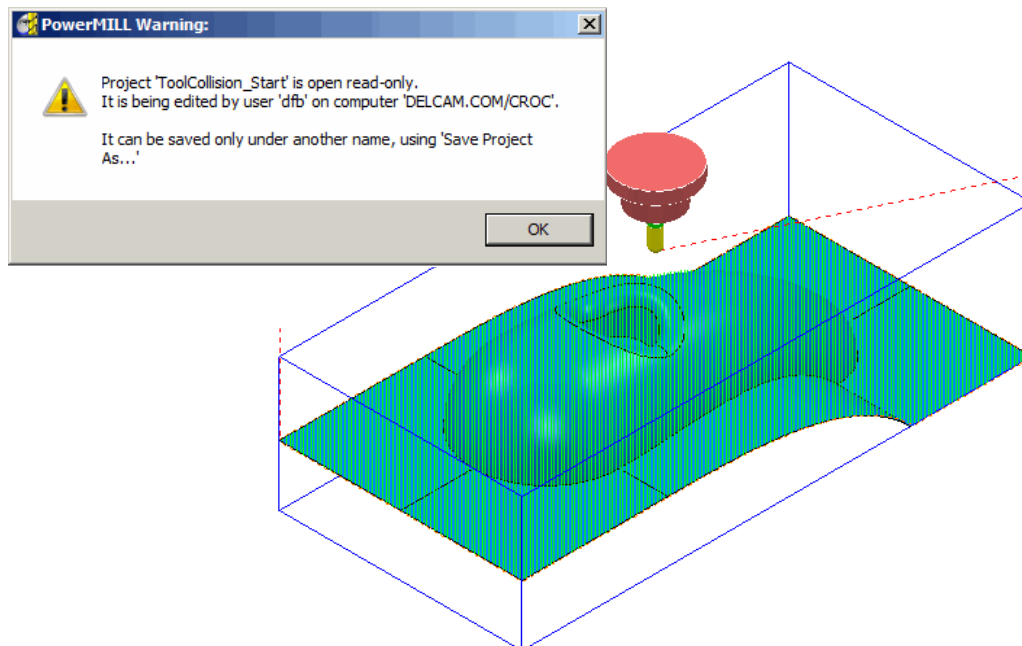 PowerMILL Warning:
Project 'ToolCollision_Start' is open read-only.
It is being edited by user 'dfb' on computer 'DELCAM.COM/CROC'.
It can be saved only under another name, using 'Save Project
As...'
OK